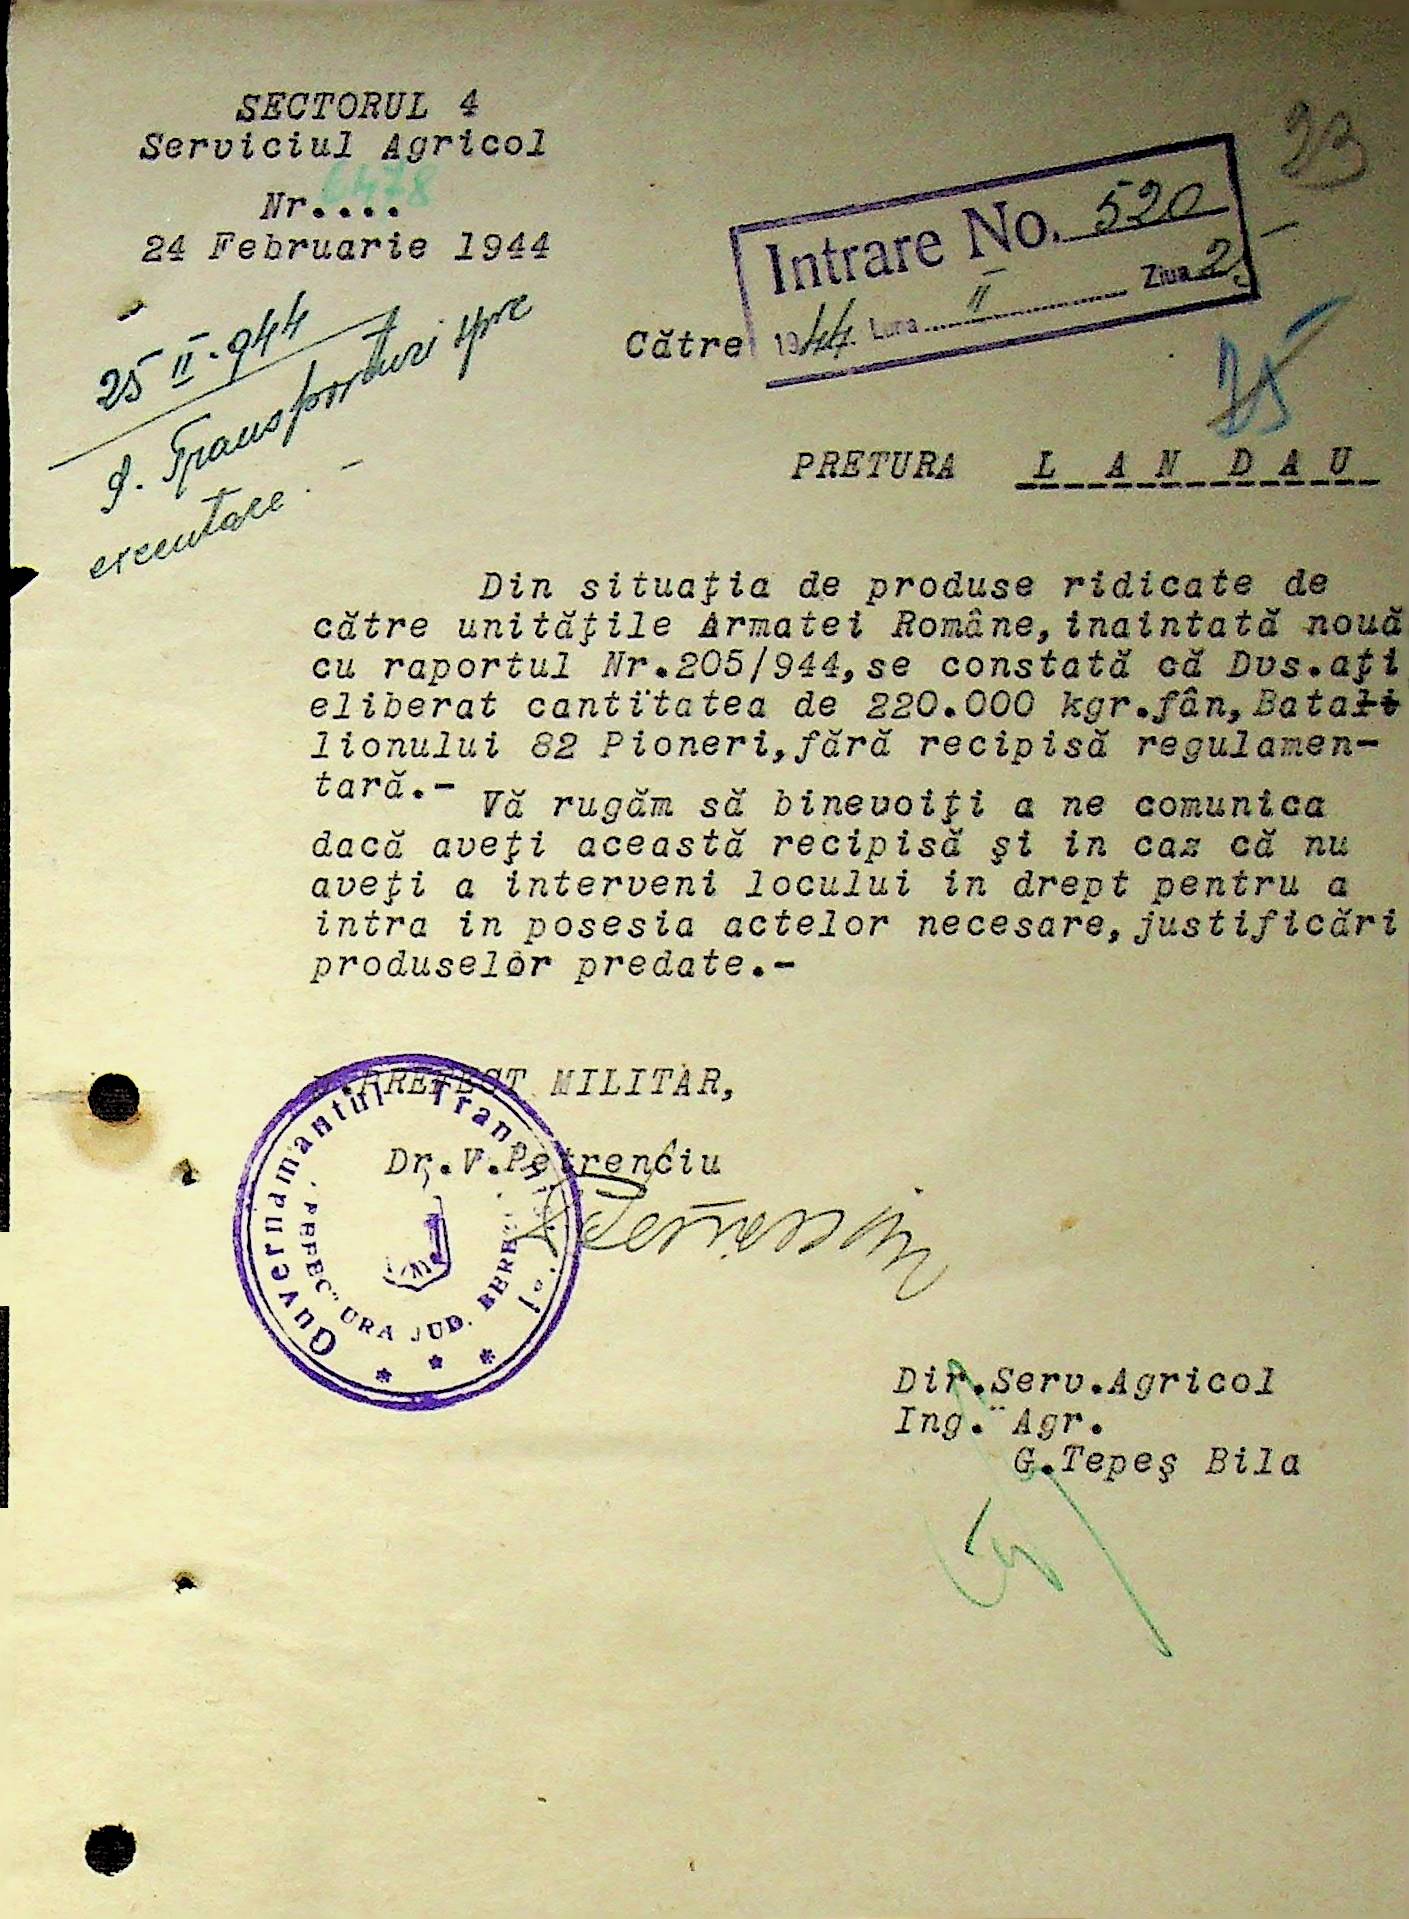 SECTORUL 4
Serviciul Agricol
Nr....6478
24 Februarie 1944
23
Intrare No. 520
1944 Luna II Ziua 25
25 II. 944
Transporturi spre
executare.
Către
25
PRETURA L A N D A U
Din situaţia de produse ridicate de
către unităţile Armatei Române, inaintată nouă
cu raportul Nr.205/944, se constată că Dvs.aţi
eliberat cantitatea de 220.000 kgr.fân, Batal
lionului 82 Pioneri, fără recipisă regulamen-
tară.-
Vă rugăm să binevoiţi a ne comunica
dacă aveţi această recipisă şi in caz că nu
aveţi a interveni locului in drept pentru a
intra in posesia actelor necesare, justificări
produselor predate.-
PREFECT MILITAR,
Dr.V.Petrenciu
Guvernamantul
JUD.
Dir.Serv.Agricol
Ing. Agr.
G.Tepeş Bila